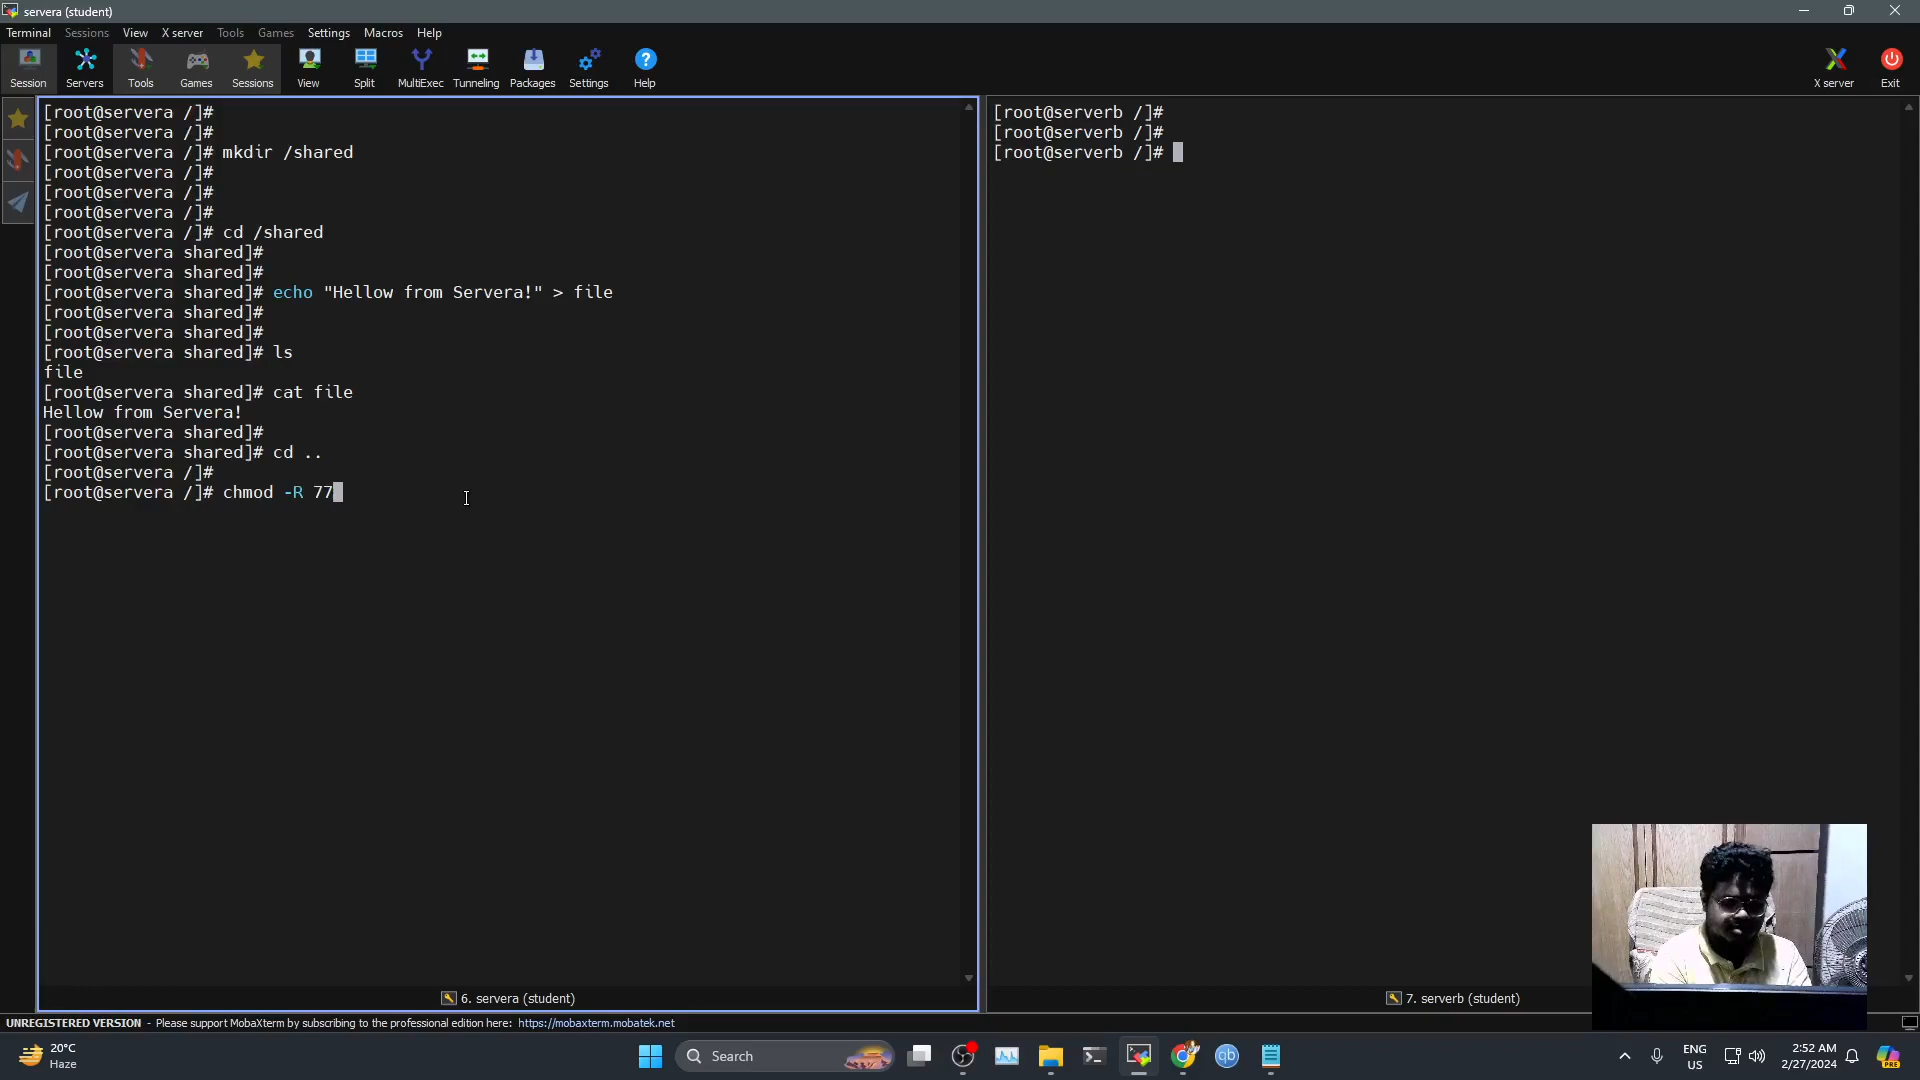 servera (student)
Terminal Sessions View X server Tools Games Settings Macros Help
Session Servers Tools Games Sessions View Split MultiExec Tunneling Packages Settings Help X server Exit
[root@servera /]#
[root@servera /]#
[root@servera /]# mkdir /shared
[root@servera /]#
[root@servera /]#
[root@servera /]#
[root@servera /]# cd /shared
[root@servera shared]#
[root@servera shared]#
[root@servera shared]# echo "Hellow from Servera!" > file
[root@servera shared]#
[root@servera shared]#
[root@servera shared]# ls
file
[root@servera shared]# cat file
Hellow from Servera!
[root@servera shared]#
[root@servera shared]# cd ..
[root@servera /]#
[root@servera /]# chmod -R 77
6. servera (student)
[root@serverb /]#
[root@serverb /]#
[root@serverb /]#
7. serverb (student)
UNREGISTERED VERSION - Please support MobaXterm by subscribing to the professional edition here: https://mobaxterm.mobatek.net
20°C
Haze
Search
qb
ENG
US
2:52 AM
2/27/2024
PRE